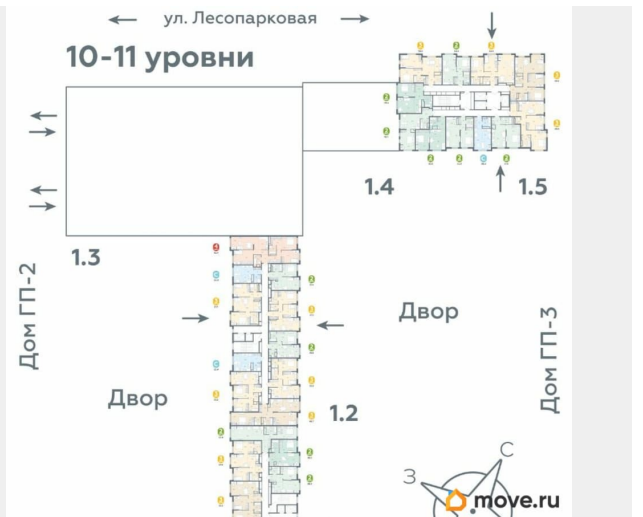 ул. Лесопарковая
10-11 уровни
1.4
1.5
1.3
Дом ГП-2
Двор
Дом ГП-3
Двор
1.2
С
З
move.ru